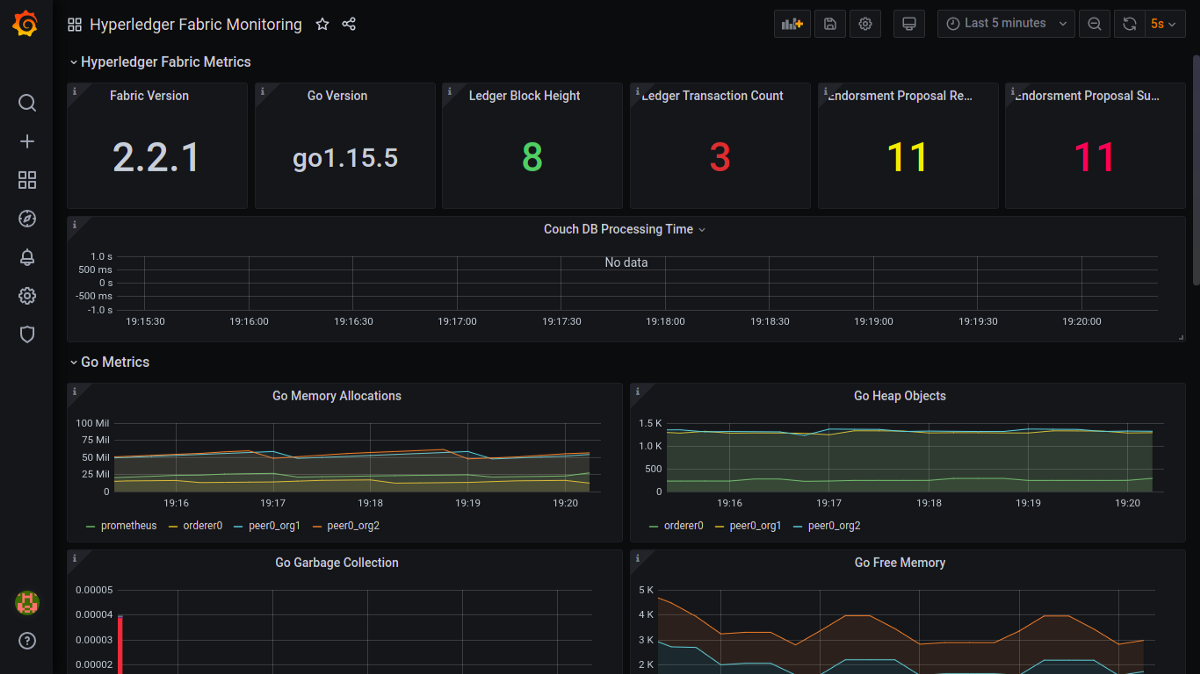 Hyperledger Fabric Monitoring
Last 5 minutes
5s
Hyperledger Fabric Metrics
Fabric Version
2.2.1
Go Version
go1.15.5
Ledger Block Height
8
Ledger Transaction Count
3
Endorsment Proposal Re...
11
Endorsment Proposal Su...
11
Couch DB Processing Time
No data
1.0 s
500 ms
0 s
-500 ms
-1.0 s
19:15:30 19:16:00 19:16:30 19:17:00 19:17:30 19:18:00 19:18:30 19:19:00 19:19:30 19:20:00
Go Metrics
Go Memory Allocations
100 Mil
75 Mil
50 Mil
25 Mil
0
19:16 19:17 19:18 19:19 19:20
prometheus orderer0 peer0_org1 peer0_org2
Go Heap Objects
1.5 K
1.0 K
500
0
19:16 19:17 19:18 19:19 19:20
orderer0 peer0_org1 peer0_org2
Go Garbage Collection
0.00005
0.00004
0.00003
0.00002
Go Free Memory
5 K
4 K
3 K
2 K